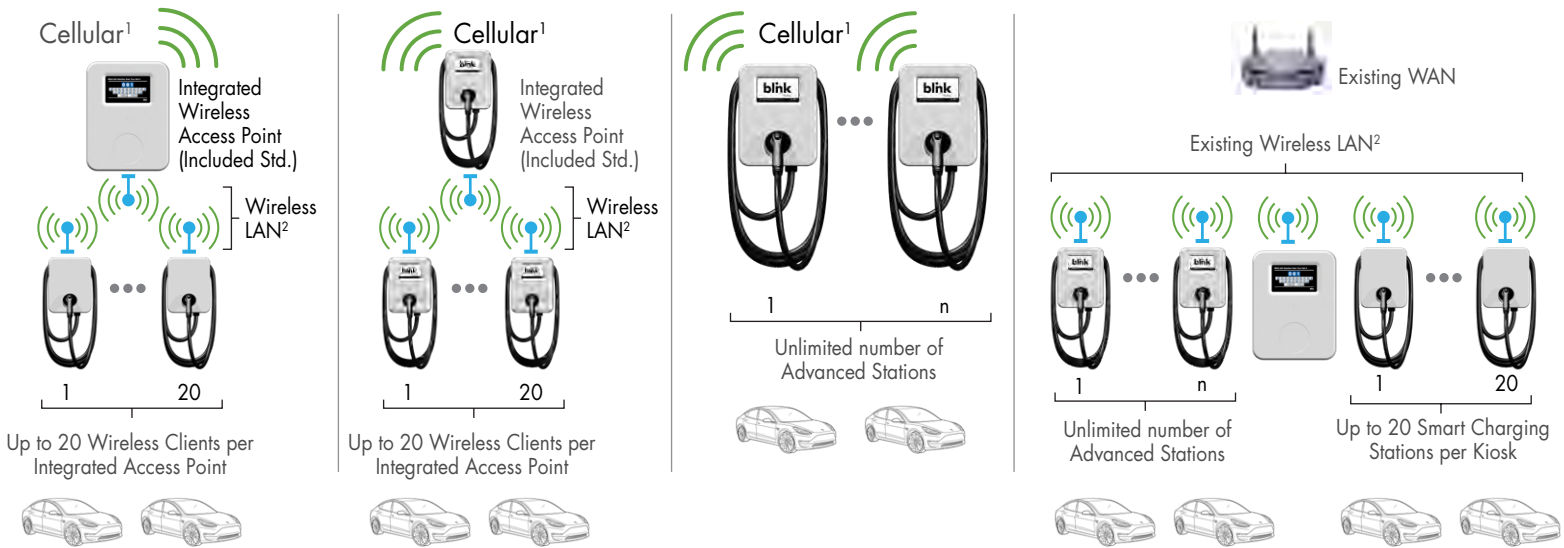 Cellular¹
Integrated
Wireless
Access Point
(Included Std.)
Wireless
LAN²
1
20
Up to 20 Wireless Clients per
Integrated Access Point
Cellular¹
blink
Integrated
Wireless
Access Point
(Included Std.)
Wireless
LAN²
blink
blink
1
20
Up to 20 Wireless Clients per
Integrated Access Point
Cellular¹
blink
blink
1
n
Unlimited number of
Advanced Stations
Existing WAN
Existing Wireless LAN²
blink
blink
1
n
Unlimited number of
Advanced Stations
1
20
Up to 20 Smart Charging
Stations per Kiosk